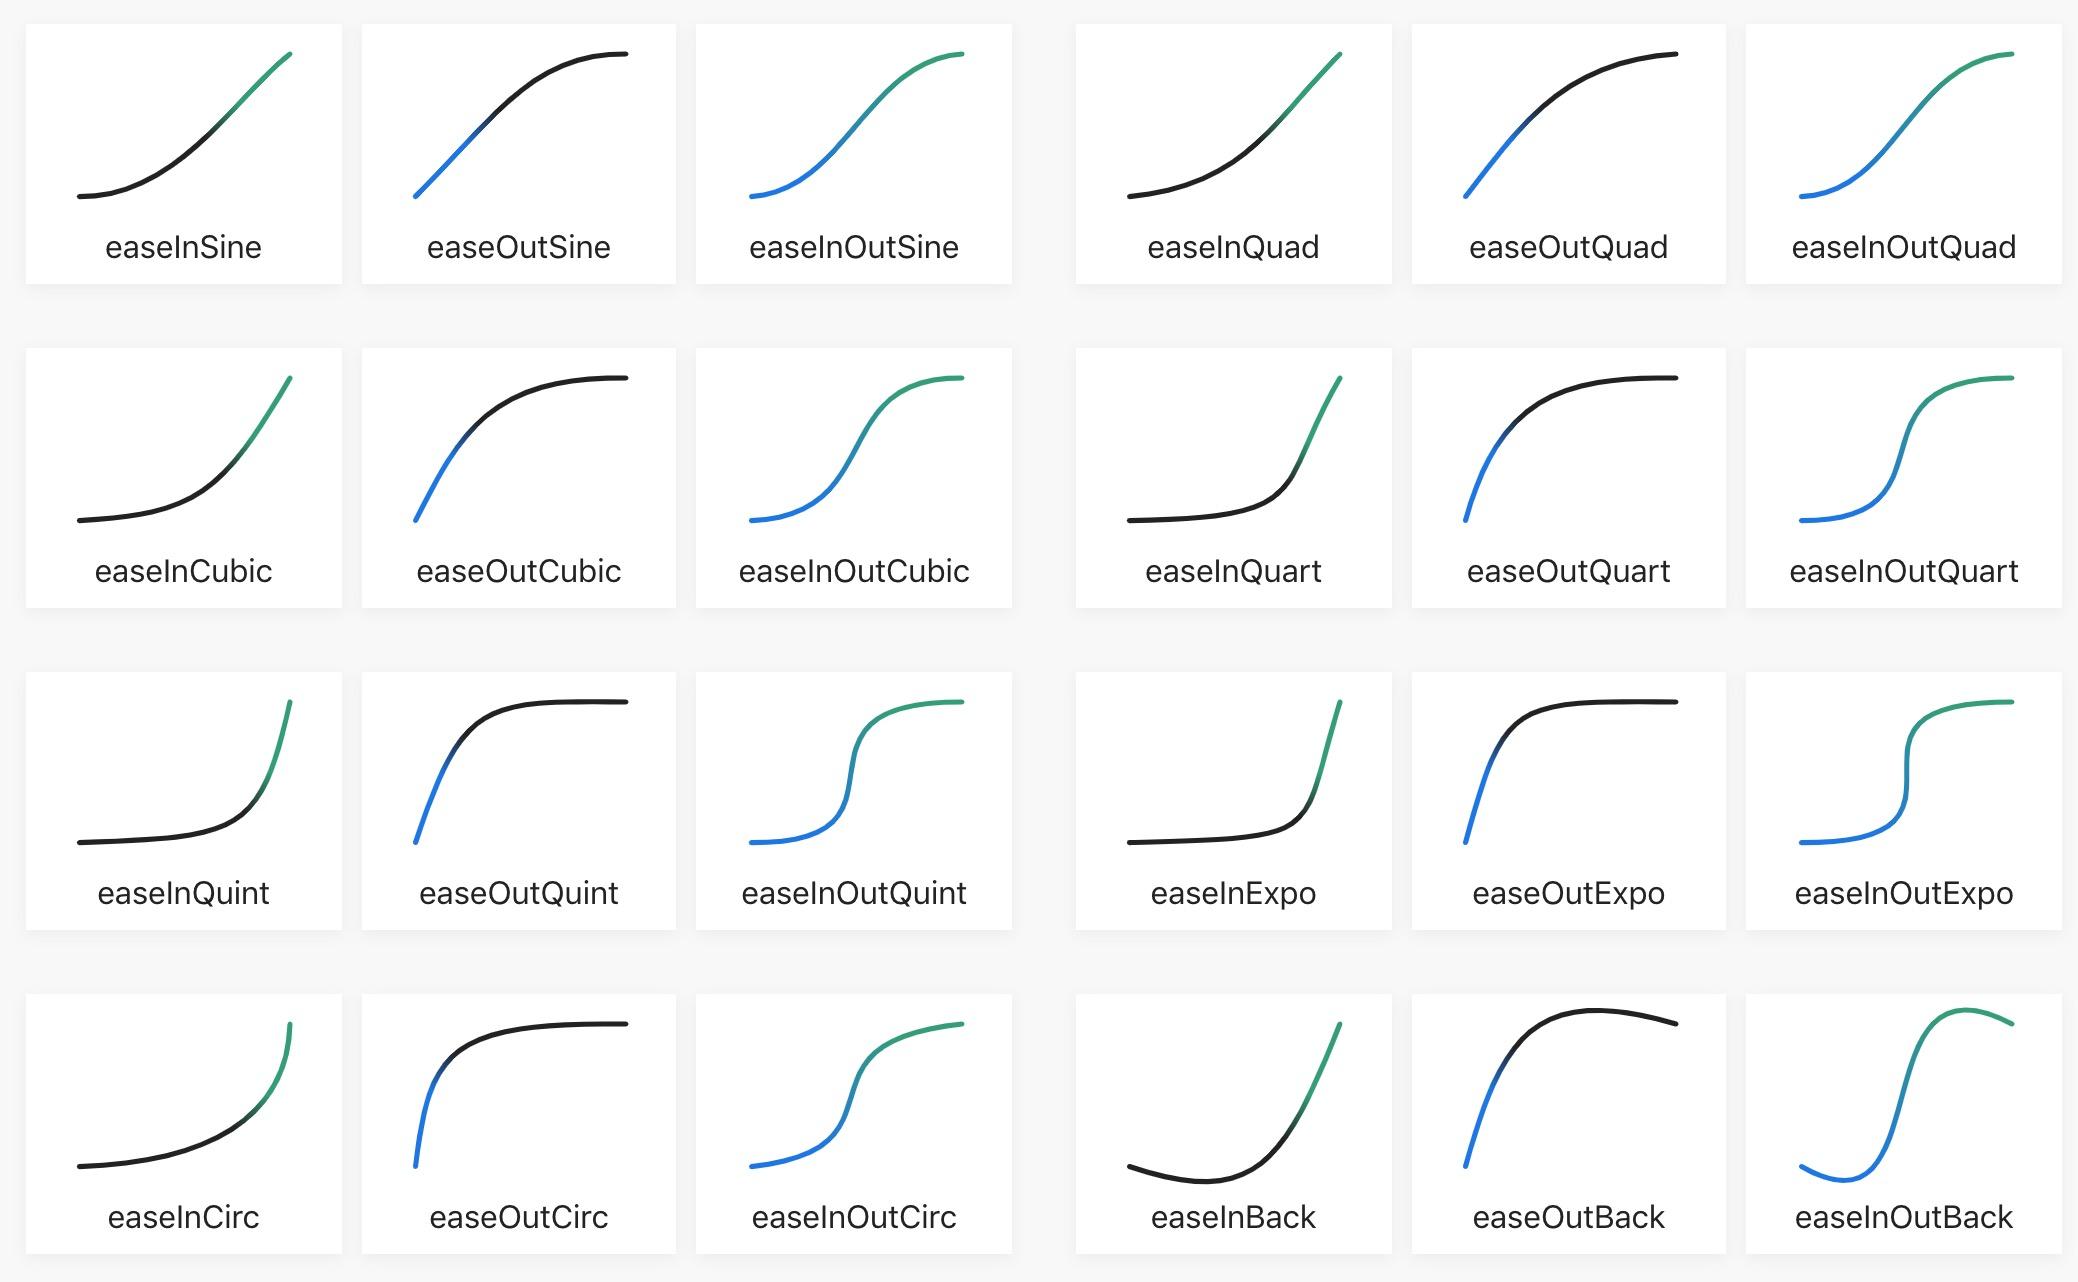 easeInSine
easeOutSine
easeInOutSine
easeInQuad
easeOutQuad
easeInOutQuad
easeInCubic
easeOutCubic
easeInOutCubic
easeInQuart
easeOutQuart
easeInOutQuart
easeInQuint
easeOutQuint
easeInOutQuint
easeInExpo
easeOutExpo
easeInOutExpo
easeInCirc
easeOutCirc
easeInOutCirc
easeInBack
easeOutBack
easeInOutBack